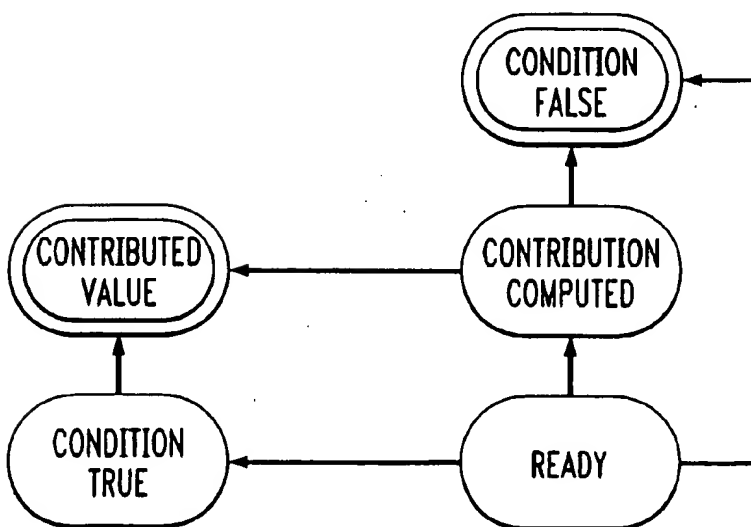 CONDITION
FALSE
CONTRIBUTED
VALUE
CONTRIBUTION
COMPUTED
CONDITION
TRUE
READY